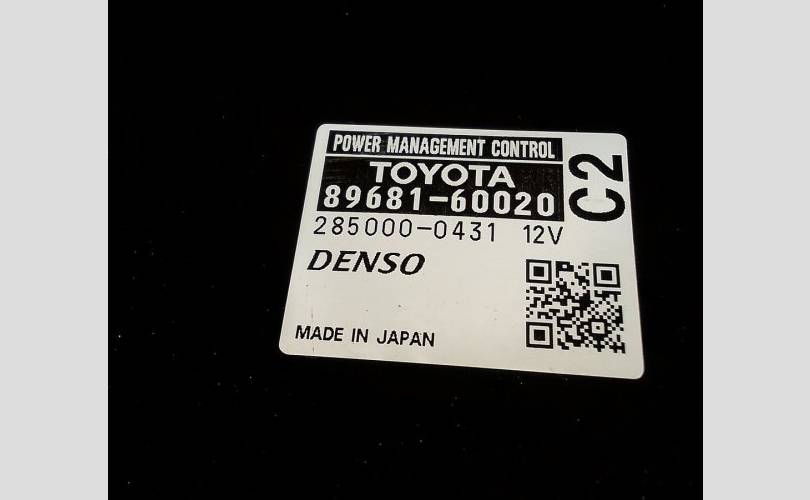 POWER MANAGEMENT CONTROL
TOYOTA
89681-60020
C2
285000-0431 12V
DENSO
MADE IN JAPAN